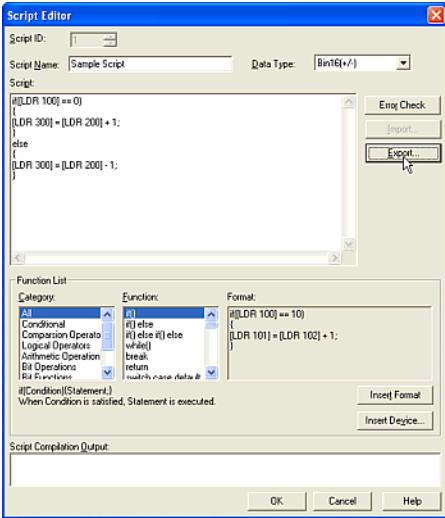 Script Editor
Script ID: 1
Script Name: Sample Script Data Type: Bin16(+/-)
Script:
if([LDR 100] == 0)
{
[LDR 300] = [LDR 200] + 1;
}
else
{
[LDR 300] = [LDR 200] - 1;
}
Error Check
Import...
Export...
Function List
Category: Function: Format:
All
Conditional
Comparsion Operato
Logical Operators
Arithmetic Operation
Bit Operations
Bit Functions
if()
if() else
if() else if() else
while()
break
return
switch case default
if([LDR 100] == 10)
{
[LDR 101] = [LDR 102] + 1;
}
if(Condition){Statement;}
When Condition is satisfied, Statement is executed.
Insert Format
Insert Device...
Script Compilation Output:
OK Cancel Help